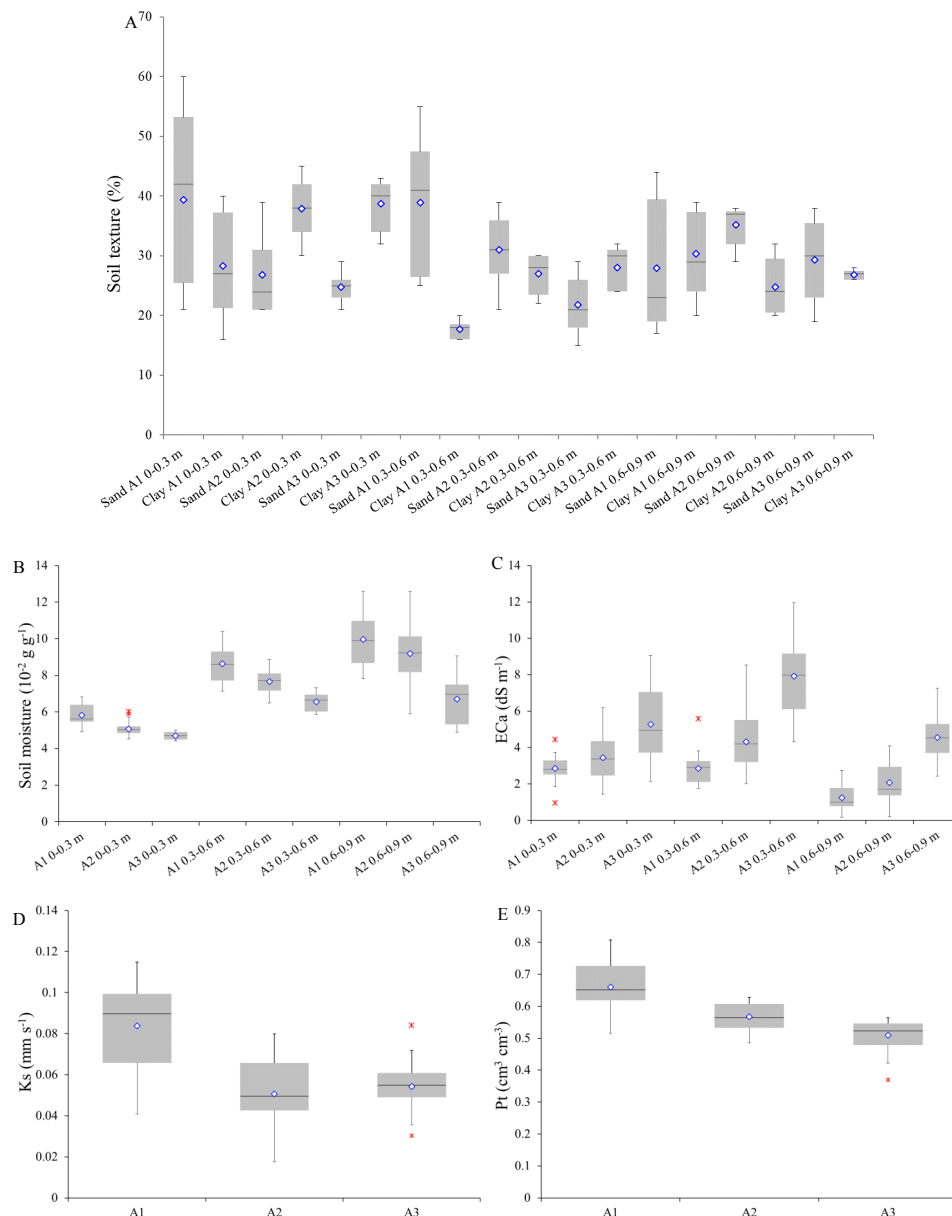 A
70
60
50
40
30
20
10
0
Soil texture (%)
Sand A1 0-0.3 m
Clay A1 0-0.3 m
Sand A2 0-0.3 m
Clay A2 0-0.3 m
Sand A3 0-0.3 m
Clay A3 0-0.3 m
Sand A1 0.3-0.6 m
Clay A1 0.3-0.6 m
Sand A2 0.3-0.6 m
Clay A2 0.3-0.6 m
Sand A3 0.3-0.6 m
Clay A3 0.3-0.6 m
Sand A1 0.6-0.9 m
Clay A1 0.6-0.9 m
Sand A2 0.6-0.9 m
Clay A2 0.6-0.9 m
Sand A3 0.6-0.9 m
Clay A3 0.6-0.9 m
B
14
12
10
8
6
4
2
0
Soil moisture (10⁻² g g⁻¹)
A1 0-0.3 m
A2 0-0.3 m
A3 0-0.3 m
A1 0.3-0.6 m
A2 0.3-0.6 m
A3 0.3-0.6 m
A1 0.6-0.9 m
A2 0.6-0.9 m
A3 0.6-0.9 m
C
14
12
10
8
6
4
2
0
ECa (dS m⁻¹)
A1 0-0.3 m
A2 0-0.3 m
A3 0-0.3 m
A1 0.3-0.6 m
A2 0.3-0.6 m
A3 0.3-0.6 m
A1 0.6-0.9 m
A2 0.6-0.9 m
A3 0.6-0.9 m
D
0.14
0.12
0.1
0.08
0.06
0.04
0.02
0
Ks (mm s⁻¹)
A1
A2
A3
E
0.9
0.8
0.7
0.6
0.5
0.4
0.3
0.2
0.1
0
Pt (cm³ cm⁻³)
A1
A2
A3